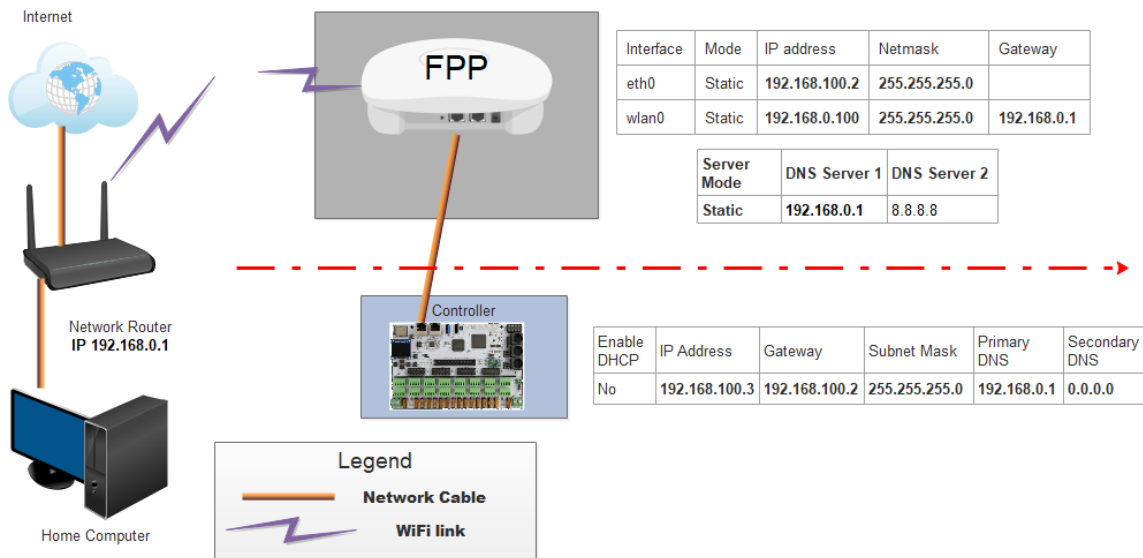 Internet
FPP
Interface Mode IP address Netmask Gateway
eth0 Static 192.168.100.2 255.255.255.0
wlan0 Static 192.168.0.100 255.255.255.0 192.168.0.1
Server
Mode DNS Server 1 DNS Server 2
Static 192.168.0.1 8.8.8.8
Network Router
IP 192.168.0.1
Controller
Enable
DHCP IP Address Gateway Subnet Mask Primary
DNS Secondary
DNS
No 192.168.100.3 192.168.100.2 255.255.255.0 192.168.0.1 0.0.0.0
Home Computer
Legend
Network Cable
WiFi link